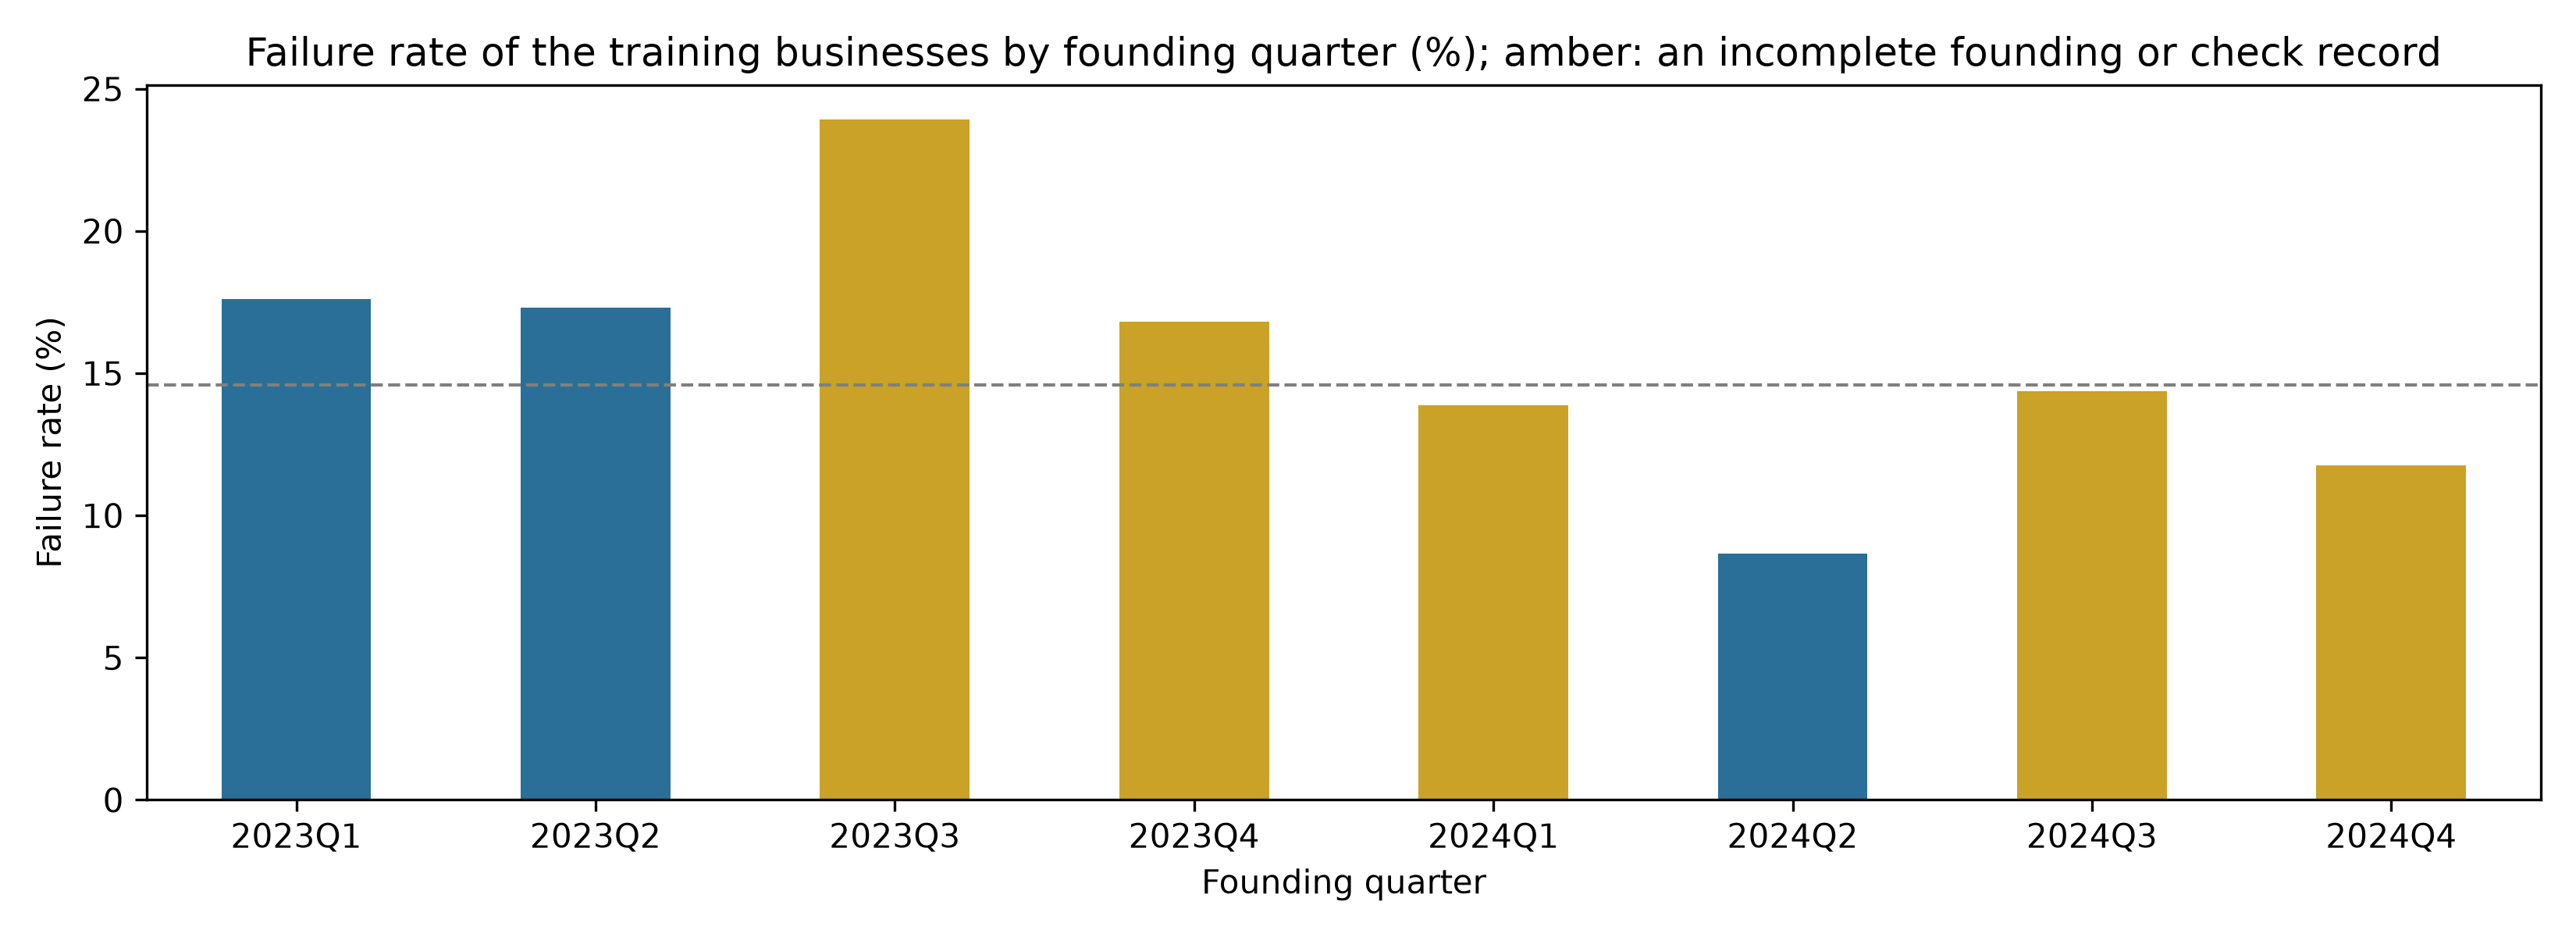 Failure rate of the training businesses by founding quarter (%); amber: an incomplete founding or check record
Failure rate (%)
25
20
15
10
5
0
2023Q1 2023Q2 2023Q3 2023Q4 2024Q1 2024Q2 2024Q3 2024Q4
Founding quarter